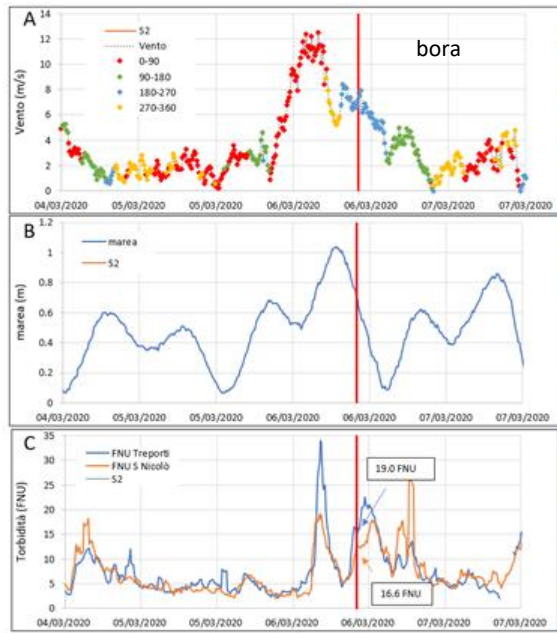 A
bora
S2
Vento
0-90
90-180
180-270
270-360
Vento (m/s)
14
12
10
8
6
4
2
0
04/03/2020 05/03/2020 05/03/2020 06/03/2020 06/03/2020 07/03/2020 07/03/2020
B
marea
S2
marea (m)
1.2
1
0.8
0.6
0.4
0.2
0
04/03/2020 05/03/2020 05/03/2020 06/03/2020 06/03/2020 07/03/2020 07/03/2020
C
FNU Treporti
FNU S Nicolò
S2
Torbidità (FNU)
35
30
25
20
15
10
5
0
19.0 FNU
16.6 FNU
04/03/2020 05/03/2020 05/03/2020 06/03/2020 06/03/2020 07/03/2020 07/03/2020